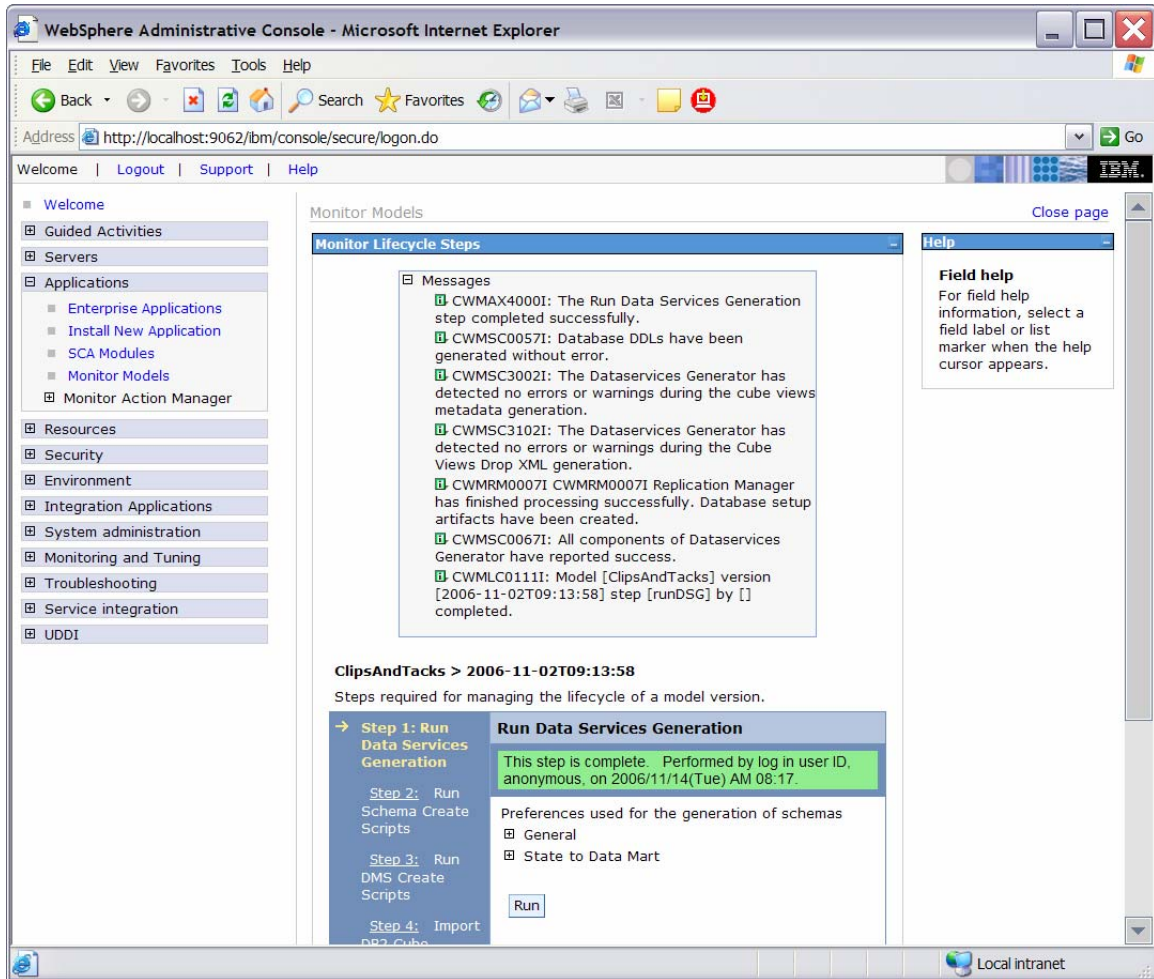 WebSphere Administrative Console - Microsoft Internet Explorer
File Edit View Favorites Tools Help
Back Search Favorites
Address http://localhost:9062/ibm/console/secure/logon.do Go
Welcome | Logout | Support | Help IBM.
Welcome
Guided Activities
Servers
Applications
Enterprise Applications
Install New Application
SCA Modules
Monitor Models
Monitor Action Manager
Resources
Security
Environment
Integration Applications
System administration
Monitoring and Tuning
Troubleshooting
Service integration
UDDI
Monitor Models Close page
Monitor Lifecycle Steps
Messages
CWMAX4000I: The Run Data Services Generation
step completed successfully.
CWMSC0057I: Database DDLs have been
generated without error.
CWMSC3002I: The Dataservices Generator has
detected no errors or warnings during the cube views
metadata generation.
CWMSC3102I: The Dataservices Generator has
detected no errors or warnings during the Cube
Views Drop XML generation.
CWMRM0007I CWMRM0007I Replication Manager
has finished processing successfully. Database setup
artifacts have been created.
CWMSC0067I: All components of Dataservices
Generator have reported success.
CWMLC0111I: Model [ClipsAndTacks] version
[2006-11-02T09:13:58] step [runDSG] by []
completed.
Help
Field help
For field help
information, select a
field label or list
marker when the help
cursor appears.
ClipsAndTacks > 2006-11-02T09:13:58
Steps required for managing the lifecycle of a model version.
Step 1: Run
Data Services
Generation
Step 2: Run
Schema Create
Scripts
Step 3: Run
DMS Create
Scripts
Step 4: Import
DB2 Cube
Run Data Services Generation
This step is complete. Performed by log in user ID,
anonymous, on 2006/11/14(Tue) AM 08:17.
Preferences used for the generation of schemas
General
State to Data Mart
Run
Local intranet